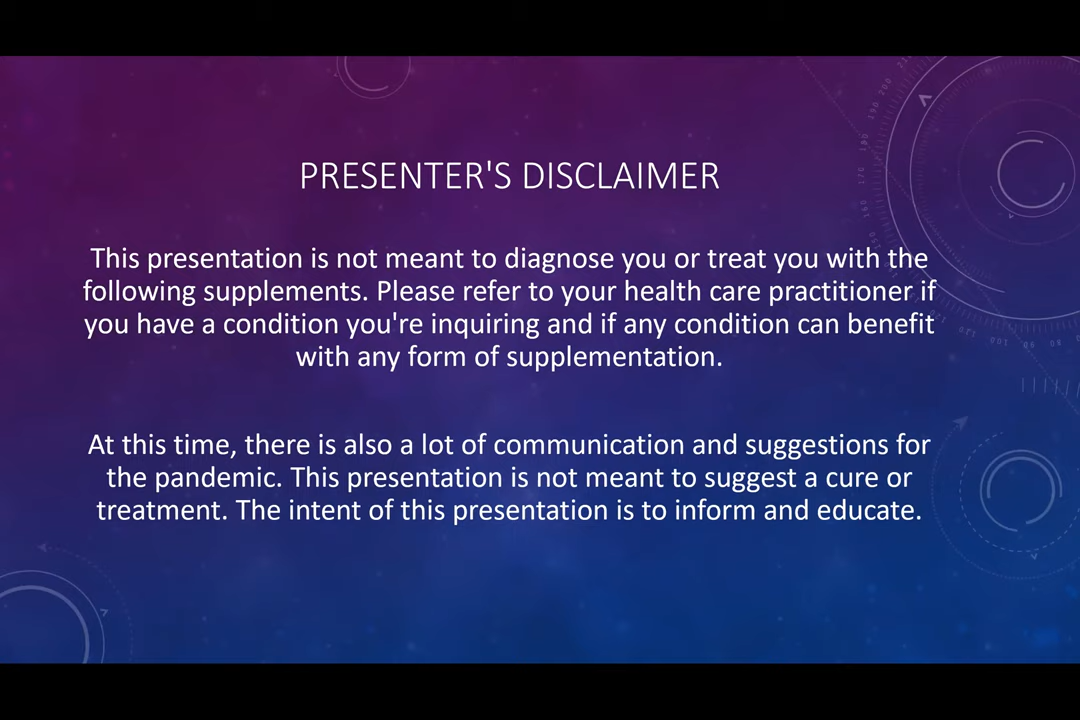 PRESENTER'S DISCLAIMER
This presentation is not meant to diagnose you or treat you with the
following supplements. Please refer to your health care practitioner if
you have a condition you're inquiring and if any condition can benefit
with any form of supplementation.
At this time, there is also a lot of communication and suggestions for
the pandemic. This presentation is not meant to suggest a cure or
treatment. The intent of this presentation is to inform and educate.